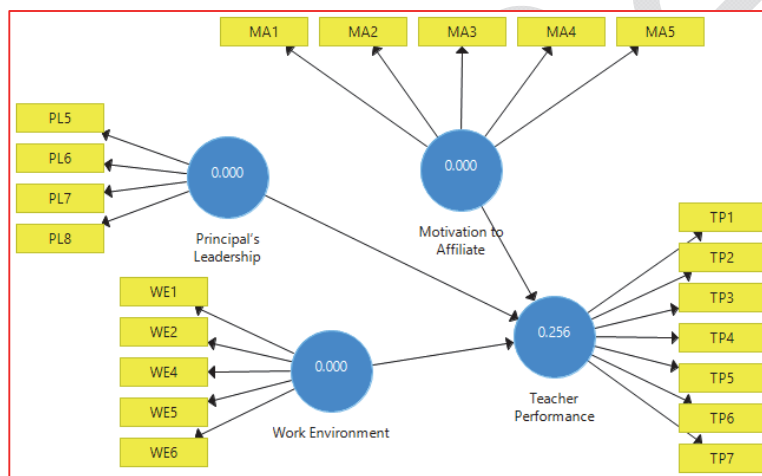 MA1
MA2
MA3
MA4
MA5
PL5
PL6
PL7
PL8
0.000
Principal's
Leadership
0.000
Motivation to
Affiliate
WE1
WE2
WE4
WE5
WE6
0.000
Work Environment
0.256
Teacher
Performance
TP1
TP2
TP3
TP4
TP5
TP6
TP7